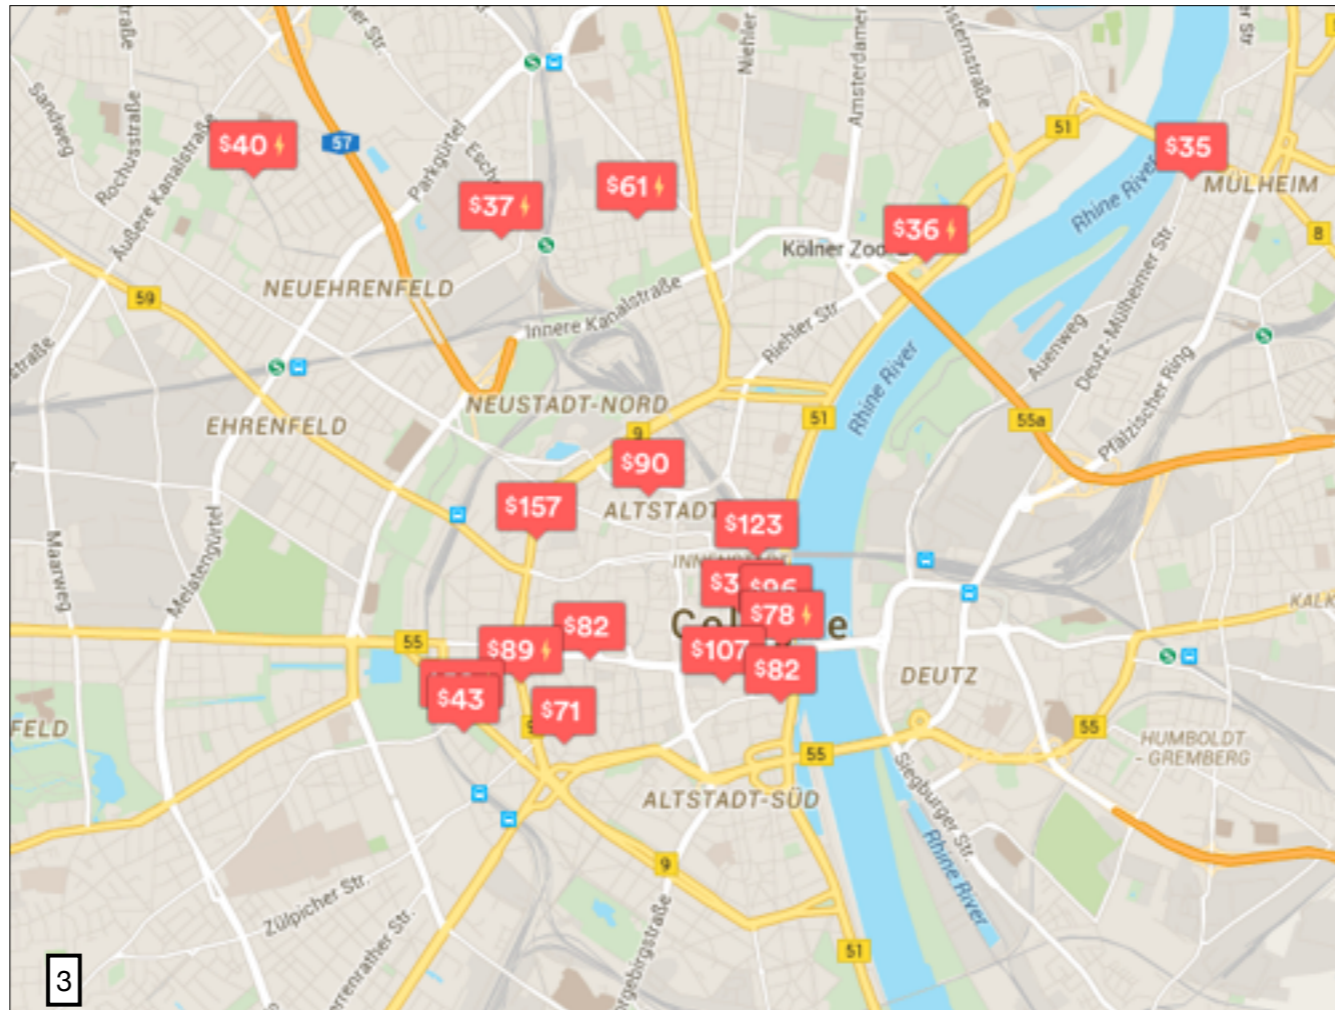 Sandweg
Rochusstraße
Äußere Kanalstraße
$40
57
Parkgürtel
$37
$61
Niehler
Amsterdamer
51
$35
MÜLHEIM
Rhine River
$36
Kölner Zoo
8
59
NEUEHRENFELD
Innere Kanalstraße
Riehler Str.
Auenweg
Deutz-Mülheimer Str.
Pfälzischer Ring
Rhine River
EHRENFELD
NEUSTADT-NORD
9
51
55a
$90
$157
ALTSTADT
$123
Maarweg
Melatengürtel
$96
$78
$82
$89
$107
$82
55
$43
$71
DEUTZ
KALK
55
HUMBOLDT
- GREMBERG
55
ALTSTADT-SÜD
Siegburger Str.
Rhine River
9
Zülpicher Str.
51
3